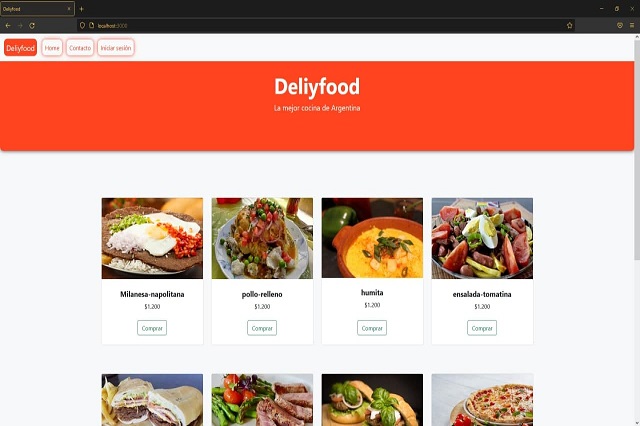 Deliyfood
localhost:3000
Deliyfood
Home
Contacto
Iniciar sesión
Deliyfood
La mejor cocina de Argentina
Milanesa-napolitana
$1,200
Comprar
pollo-relleno
$1,200
Comprar
humita
$1,200
Comprar
ensalada-tomatina
$1,200
Comprar